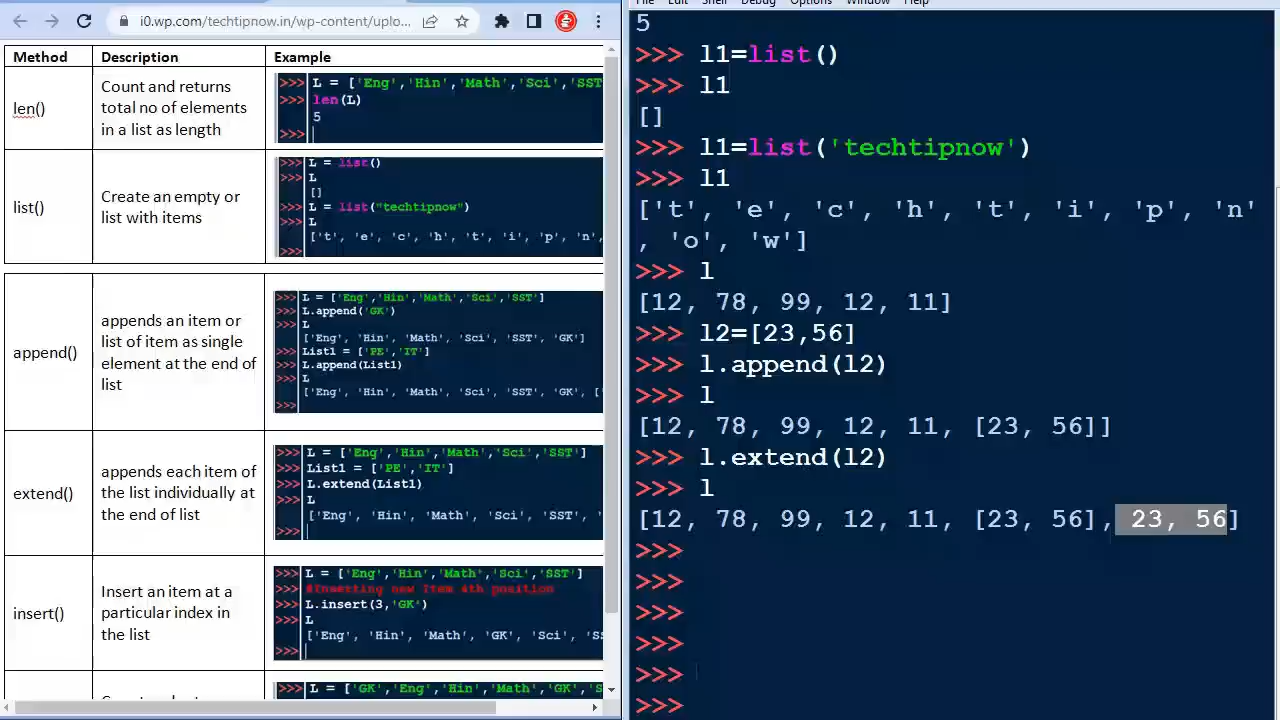 i0.wp.com/techtipnow.in/wp-content/uplo...
Method Description Example
len()
Count and returns
total no of elements
in a list as length
>>> L = ['Eng','Hin','Math','Sci','SST
>>> len(L)
5
>>>
list()
Create an empty or
list with items
>>> L = list()
>>> L
[]
>>> L = list("techtipnow")
>>> L
['t', 'e', 'c', 'h', 't', 'i', 'p', 'n',
>>>
append()
appends an item or
list of item as single
element at the end of
list
>>> L = ['Eng','Hin','Math','Sci','SST']
>>> L.append('GK')
>>> L
['Eng', 'Hin', 'Math', 'Sci', 'SST', 'GK']
>>> List1 = ['PE','IT']
>>> L.append(List1)
>>> L
['Eng', 'Hin', 'Math', 'Sci', 'SST', 'GK', [
>>>
extend()
appends each item of
the list individually at
the end of list
>>> L = ['Eng','Hin','Math','Sci','SST']
>>> List1 = ['PE','IT']
>>> L.extend(List1)
>>> L
['Eng', 'Hin', 'Math', 'Sci', 'SST', '
>>>
insert()
Insert an item at a
particular index in
the list
>>> L = ['Eng','Hin','Math','Sci','SST']
>>> #Inserting new Item 4th position
>>> L.insert(3,'GK')
>>> L
['Eng', 'Hin', 'Math', 'GK', 'Sci', 'SS
>>>
>>> L = ['GK','Eng','Hin','Math','GK','S
File Edit Shell Debug Options Window Help
5
>>> l1=list()
>>> l1
[]
>>> l1=list('techtipnow')
>>> l1
['t', 'e', 'c', 'h', 't', 'i', 'p', 'n'
, 'o', 'w']
>>> l
[12, 78, 99, 12, 11]
>>> l2=[23,56]
>>> l.append(l2)
>>> l
[12, 78, 99, 12, 11, [23, 56]]
>>> l.extend(l2)
>>> l
[12, 78, 99, 12, 11, [23, 56], 23, 56]
>>>
>>>
>>>
>>>
>>>
>>>